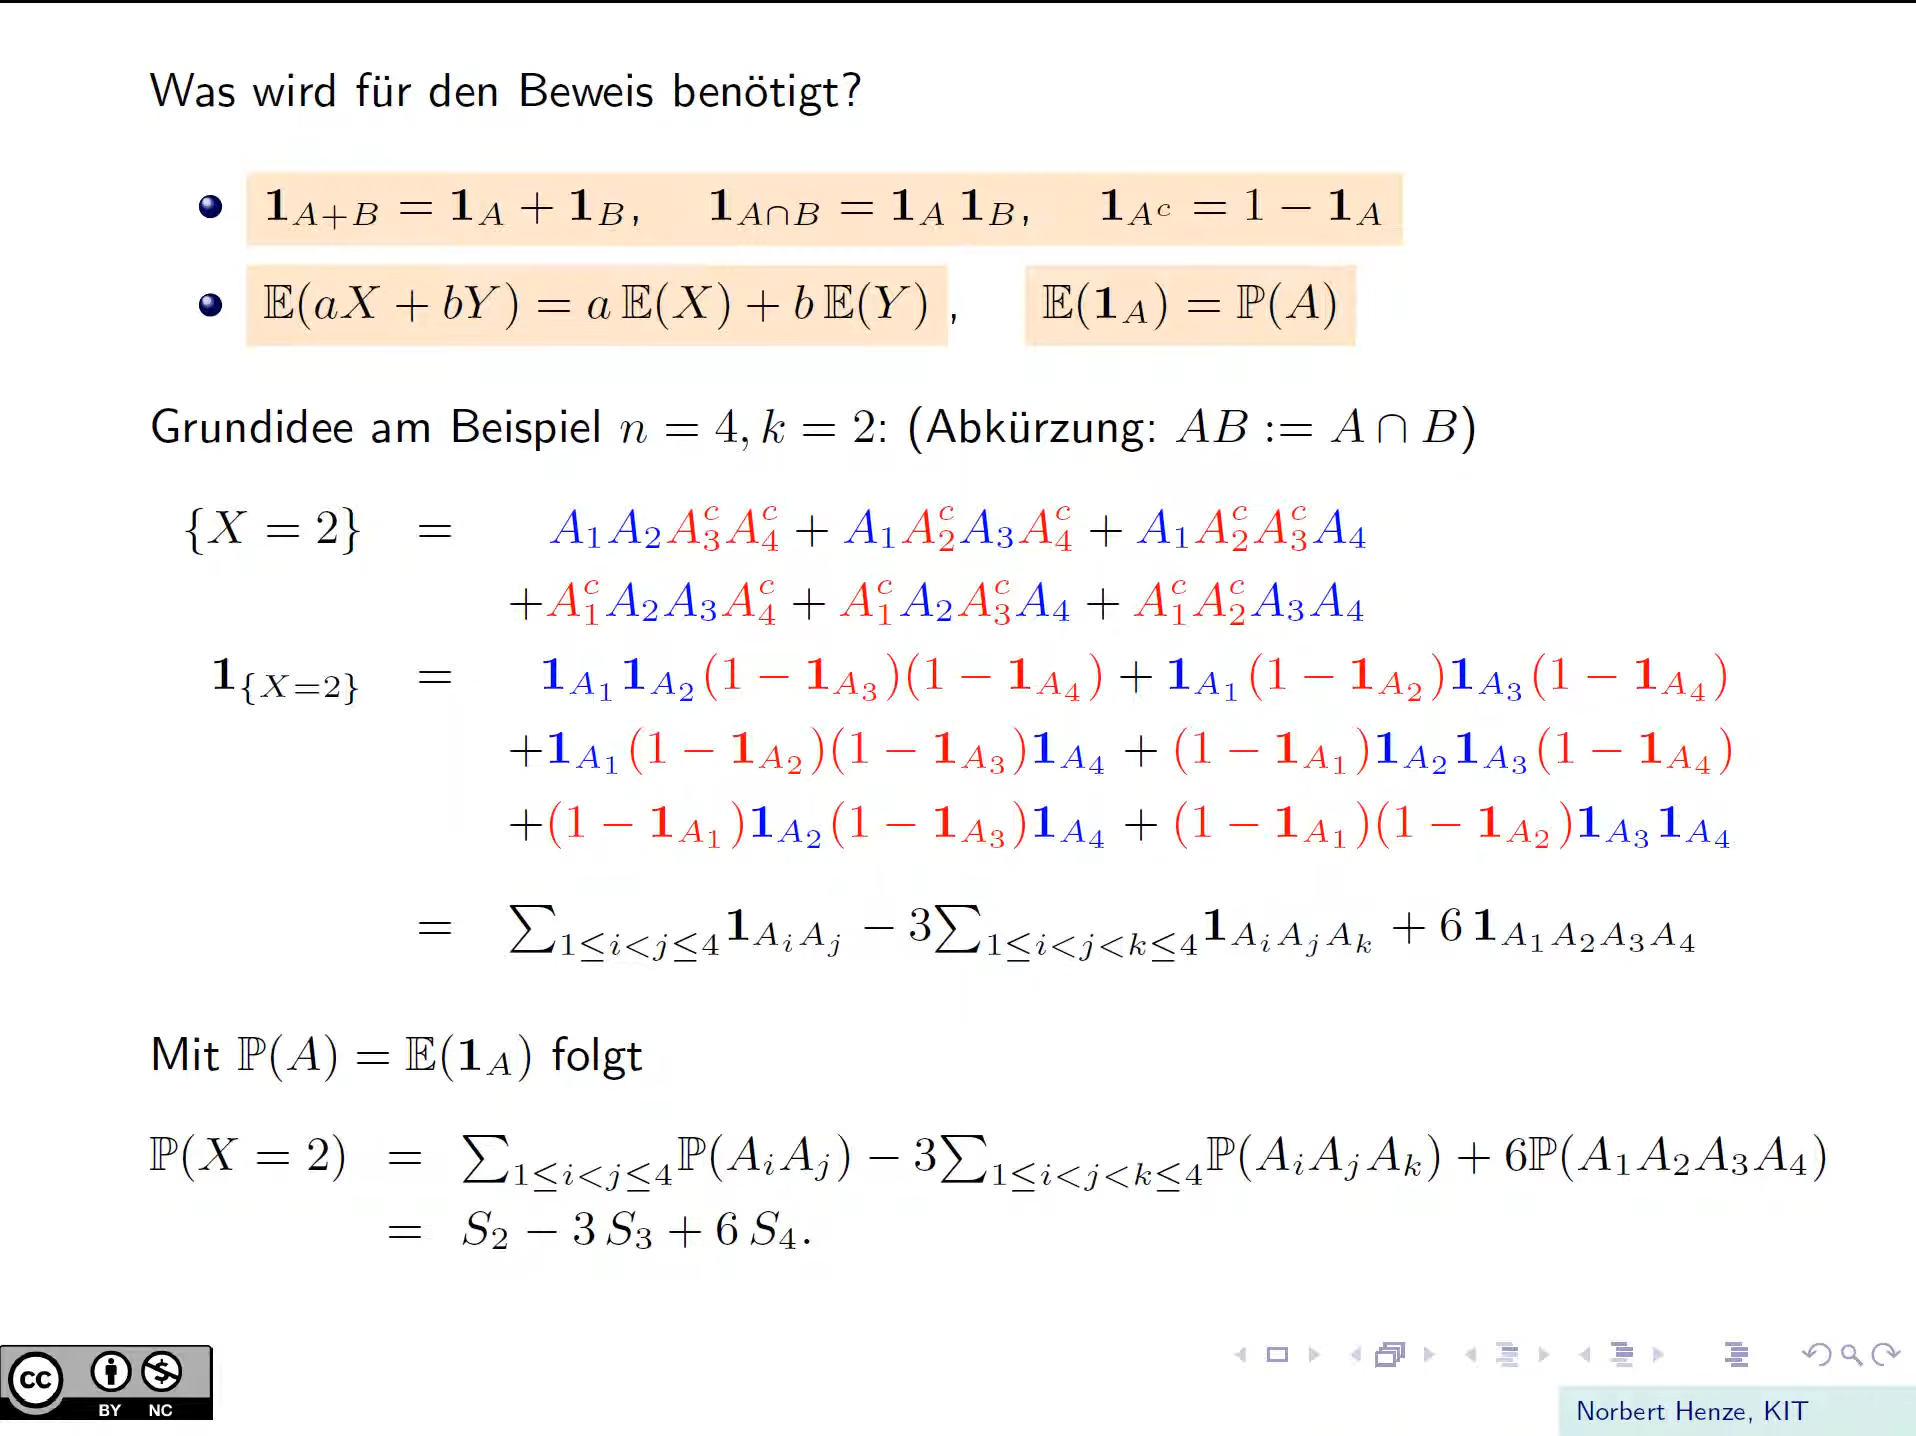 Was wird für den Beweis benötigt?
𝟏_{A+B} = 𝟏_A + 𝟏_B, 𝟏_{A∩B} = 𝟏_A 𝟏_B, 𝟏_{A^c} = 1 − 𝟏_A
𝔼(aX + bY) = a 𝔼(X) + b 𝔼(Y), 𝔼(𝟏_A) = ℙ(A)
Grundidee am Beispiel n = 4, k = 2: (Abkürzung: AB := A ∩ B)
{X = 2} = A_1A_2A_3^cA_4^c + A_1A_2^cA_3A_4^c + A_1A_2^cA_3^cA_4
+A_1^cA_2A_3A_4^c + A_1^cA_2A_3^cA_4 + A_1^cA_2^cA_3A_4
𝟏_{{X=2}} = 𝟏_{A_1}𝟏_{A_2}(1 − 𝟏_{A_3})(1 − 𝟏_{A_4}) + 𝟏_{A_1}(1 − 𝟏_{A_2})𝟏_{A_3}(1 − 𝟏_{A_4})
+𝟏_{A_1}(1 − 𝟏_{A_2})(1 − 𝟏_{A_3})𝟏_{A_4} + (1 − 𝟏_{A_1})𝟏_{A_2}𝟏_{A_3}(1 − 𝟏_{A_4})
+(1 − 𝟏_{A_1})𝟏_{A_2}(1 − 𝟏_{A_3})𝟏_{A_4} + (1 − 𝟏_{A_1})(1 − 𝟏_{A_2})𝟏_{A_3}𝟏_{A_4}
= ∑_{1≤i<j≤4} 𝟏_{A_iA_j} − 3∑_{1≤i<j<k≤4} 𝟏_{A_iA_jA_k} + 6 𝟏_{A_1A_2A_3A_4}
Mit ℙ(A) = 𝔼(𝟏_A) folgt
ℙ(X = 2) = ∑_{1≤i<j≤4} ℙ(A_iA_j) − 3∑_{1≤i<j<k≤4} ℙ(A_iA_jA_k) + 6ℙ(A_1A_2A_3A_4)
= S_2 − 3 S_3 + 6 S_4.
cc BY NC
Norbert Henze, KIT